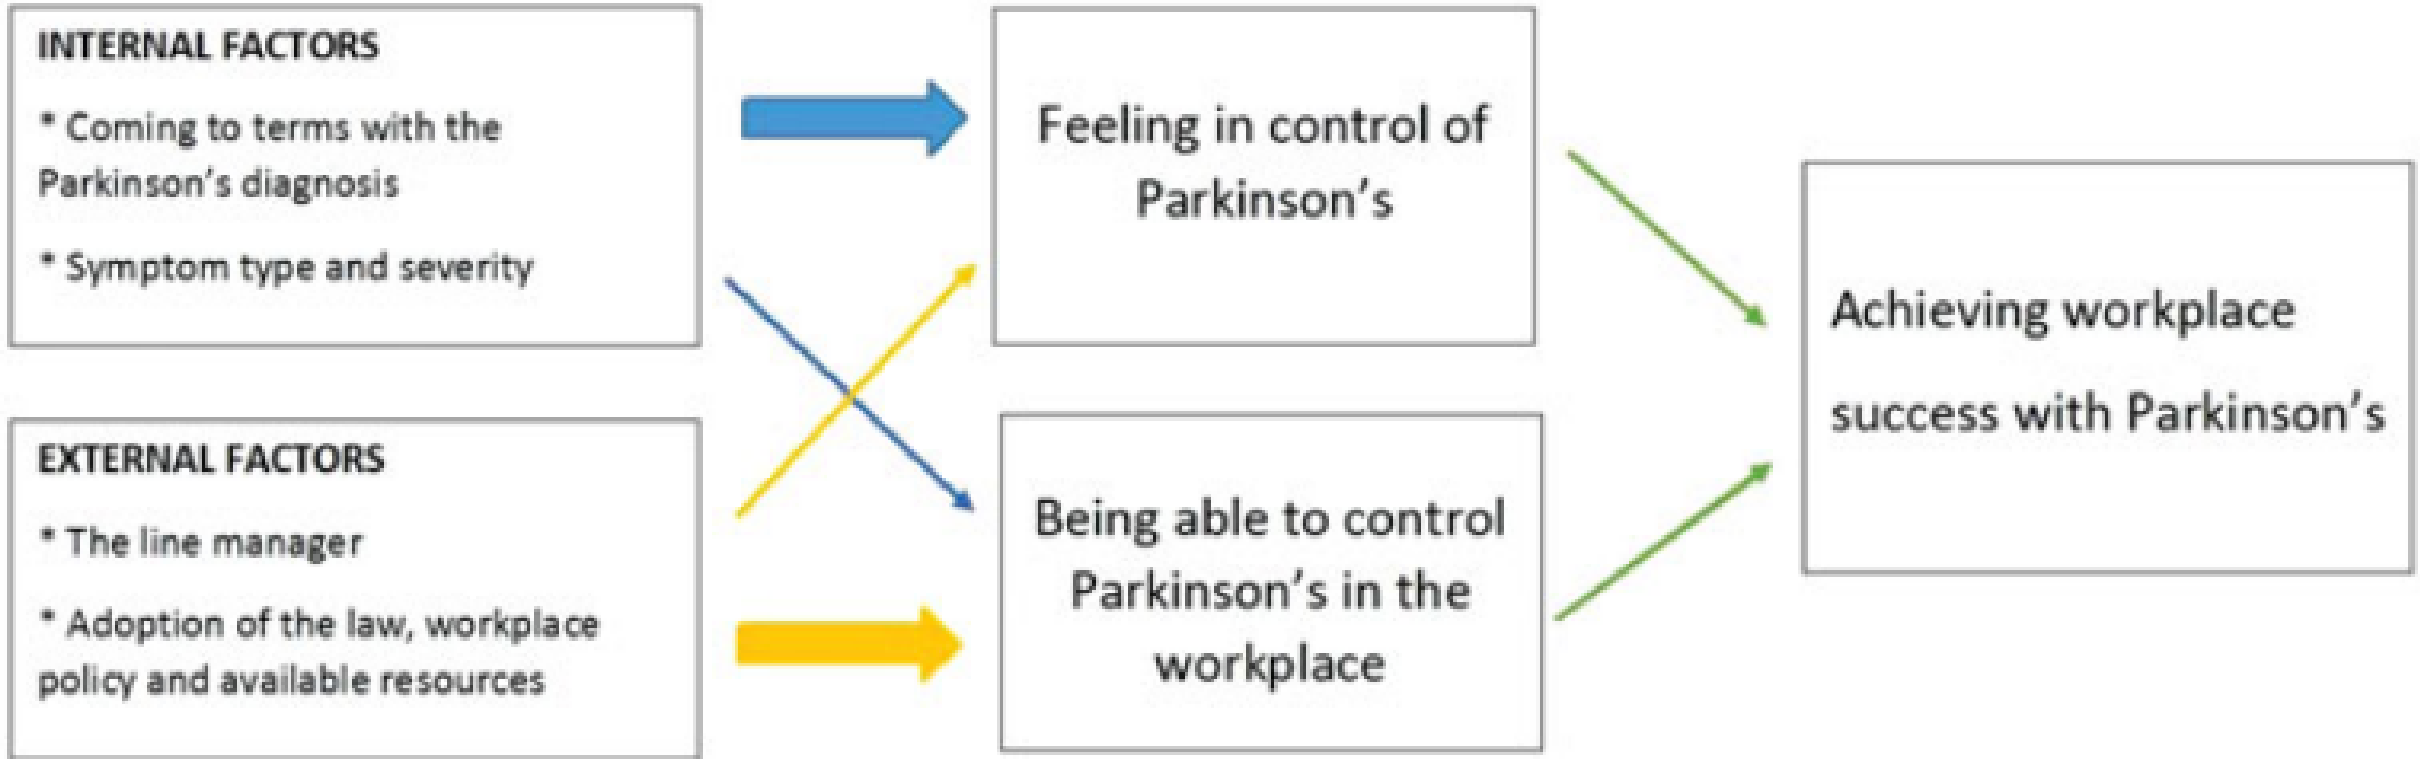 INTERNAL FACTORS
* Coming to terms with the
Parkinson's diagnosis
* Symptom type and severity
EXTERNAL FACTORS
* The line manager
* Adoption of the law, workplace
policy and available resources
Feeling in control of
Parkinson's
Being able to control
Parkinson's in the
workplace
Achieving workplace
success with Parkinson's